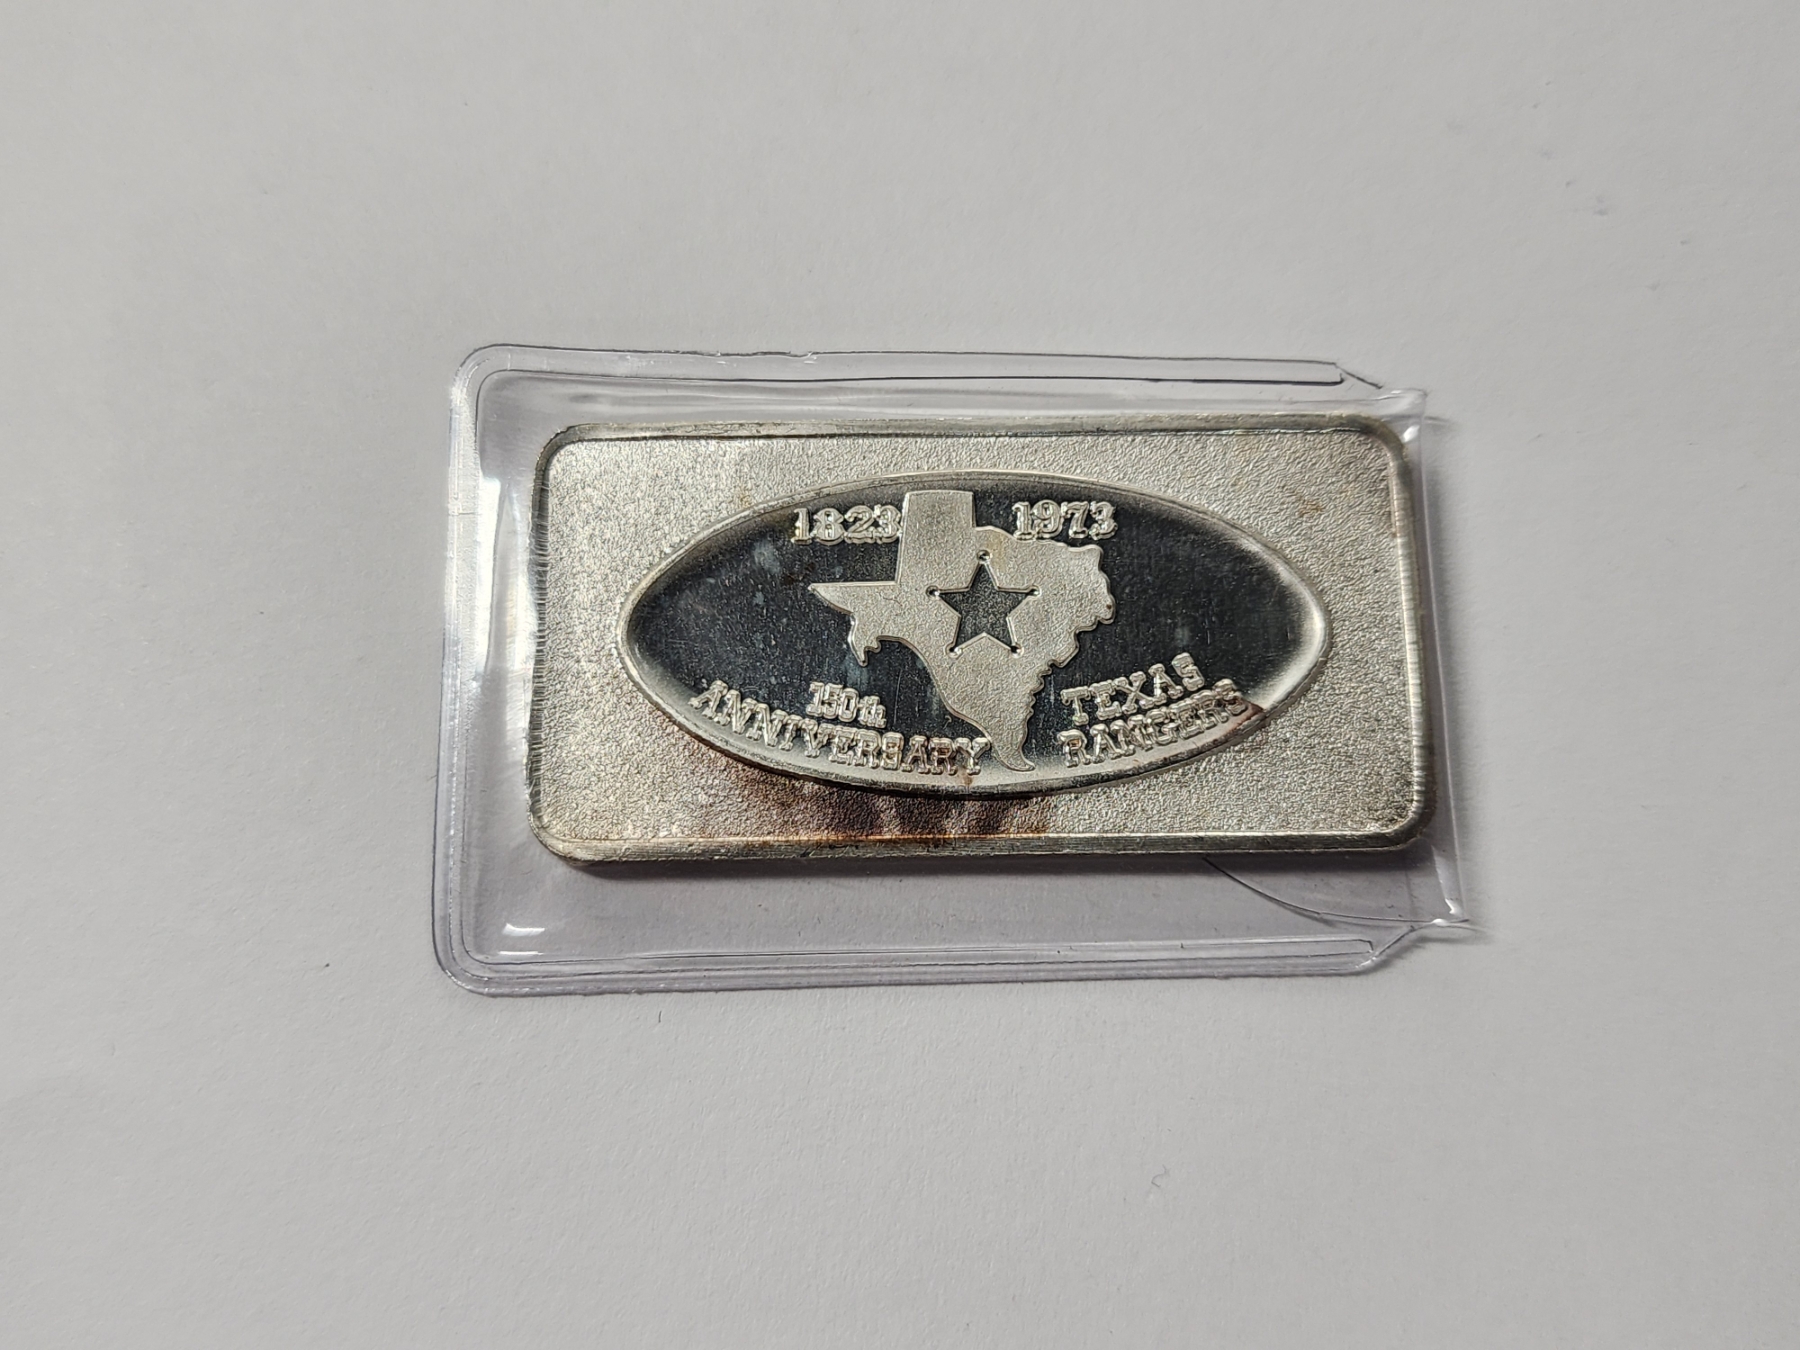 1823 1973
150th
ANNIVERSARY
TEXAS
RANGERS